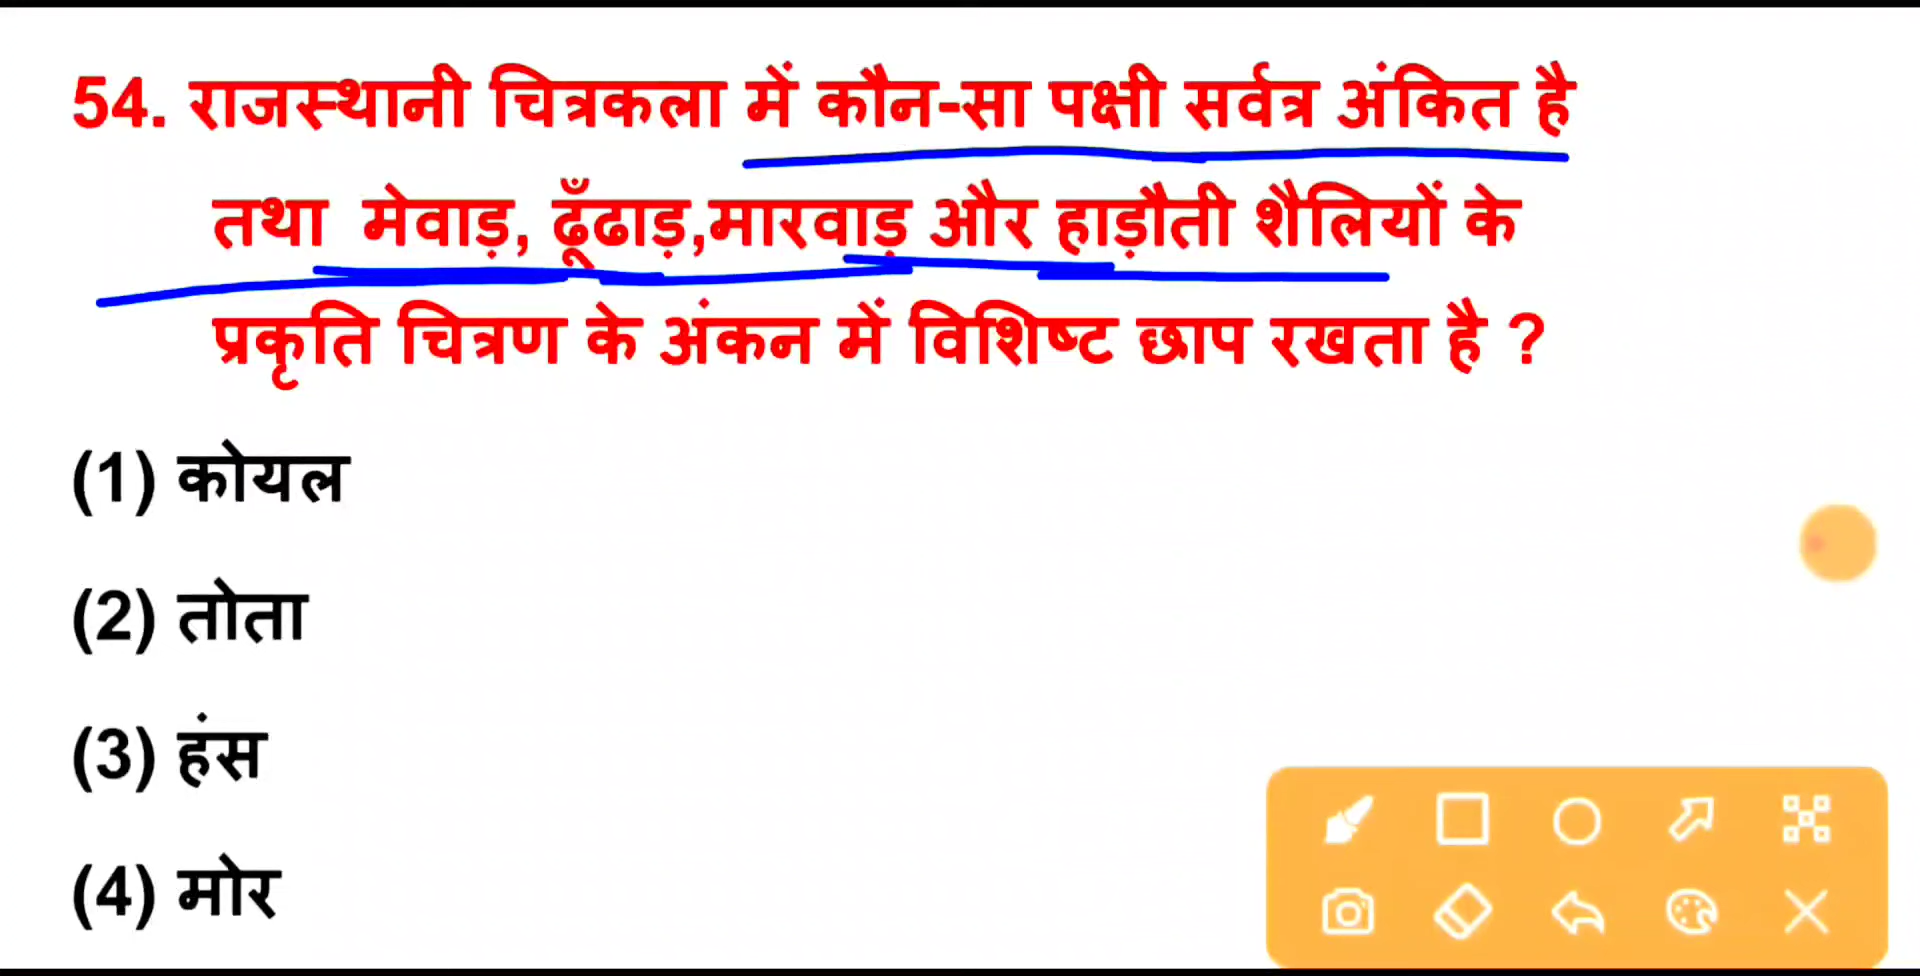 54. राजस्थानी चित्रकला में कौन-सा पक्षी सर्वत्र अंकित है
तथा मेवाड़, ढूँढाड़,मारवाड़ और हाड़ौती शैलियों के
प्रकृति चित्रण के अंकन में विशिष्ट छाप रखता है ?
(1) कोयल
(2) तोता
(3) हंस
(4) मोर